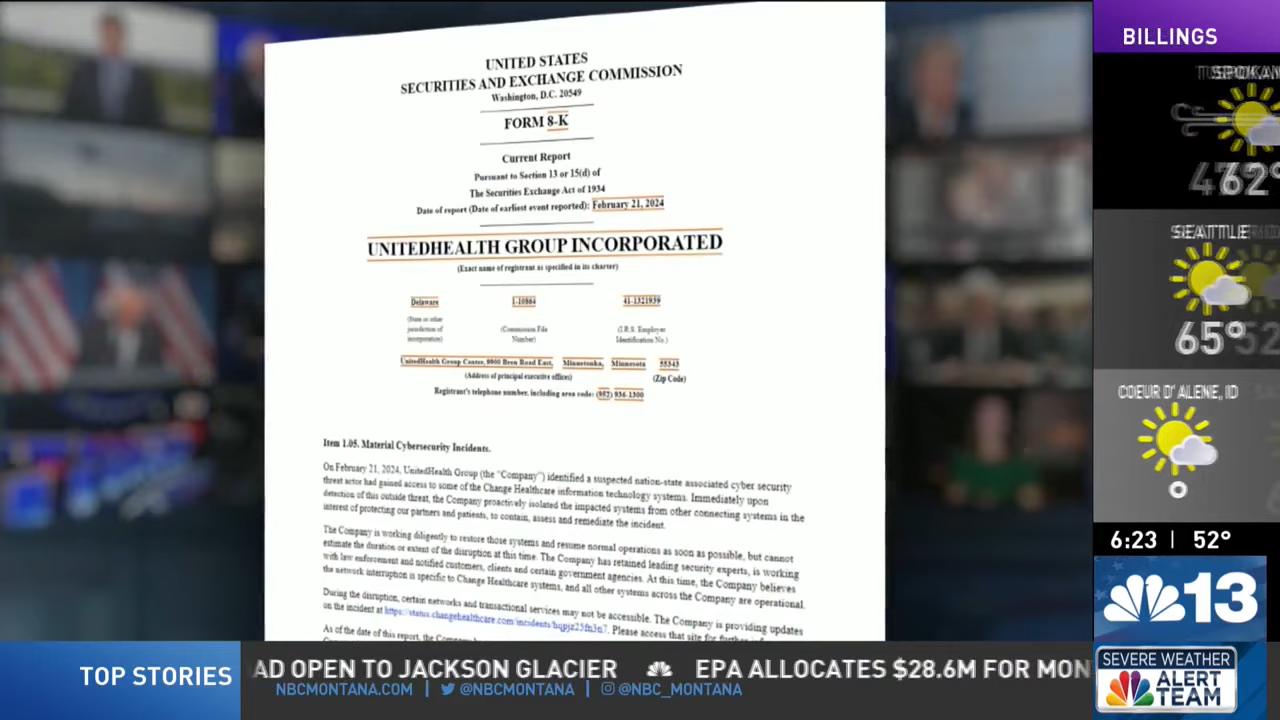 UNITED STATES
SECURITIES AND EXCHANGE COMMISSION
Washington, D.C. 20549
FORM 8-K
Current Report
Pursuant to Section 13 or 15(d) of
The Securities Exchange Act of 1934
Date of report (Date of earliest event reported): February 21, 2024
UNITEDHEALTH GROUP INCORPORATED
(Exact name of registrant as specified in its charter)
Delaware 1-10864 41-1321939
(State or other
jurisdiction of
incorporation)
(Commission File
Number)
(I.R.S. Employer
Identification No.)
UnitedHealth Group Center, 9900 Bren Road East, Minnetonka, Minnesota 55343
(Address of principal executive offices) (Zip Code)
Registrant's telephone number, including area code: (952) 936-1300
Item 1.05. Material Cybersecurity Incidents.
On February 21, 2024, UnitedHealth Group (the "Company") identified a suspected nation-state associated cyber security
threat actor had gained access to some of the Change Healthcare information technology systems. Immediately upon
detection of this outside threat, the Company proactively isolated the impacted systems from other connecting systems in the
interest of protecting our partners and patients, to contain, assess and remediate the incident.
The Company is working diligently to restore those systems and resume normal operations as soon as possible, but cannot
estimate the duration or extent of the disruption at this time. The Company has retained leading security experts, is working
with law enforcement and notified customers, clients and certain government agencies. At this time, the Company believes
the network interruption is specific to Change Healthcare systems, and all other systems across the Company are operational.
During the disruption, certain networks and transactional services may not be accessible. The Company is providing updates
on the incident at https://status.changehealthcare.com/incidents/hqpjz25fn3n7. Please access that site for further
As of the date of this report, the
BILLINGS
SPOKAN
62°
SEATTLE
65°
COEUR D'ALENE, ID
6:23 | 52°
13
SEVERE WEATHER
ALERT
TEAM
TOP STORIES
AD OPEN TO JACKSON GLACIER EPA ALLOCATES $28.6M FOR MON
NBCMONTANA.COM | @NBCMONTANA | @NBC_MONTANA